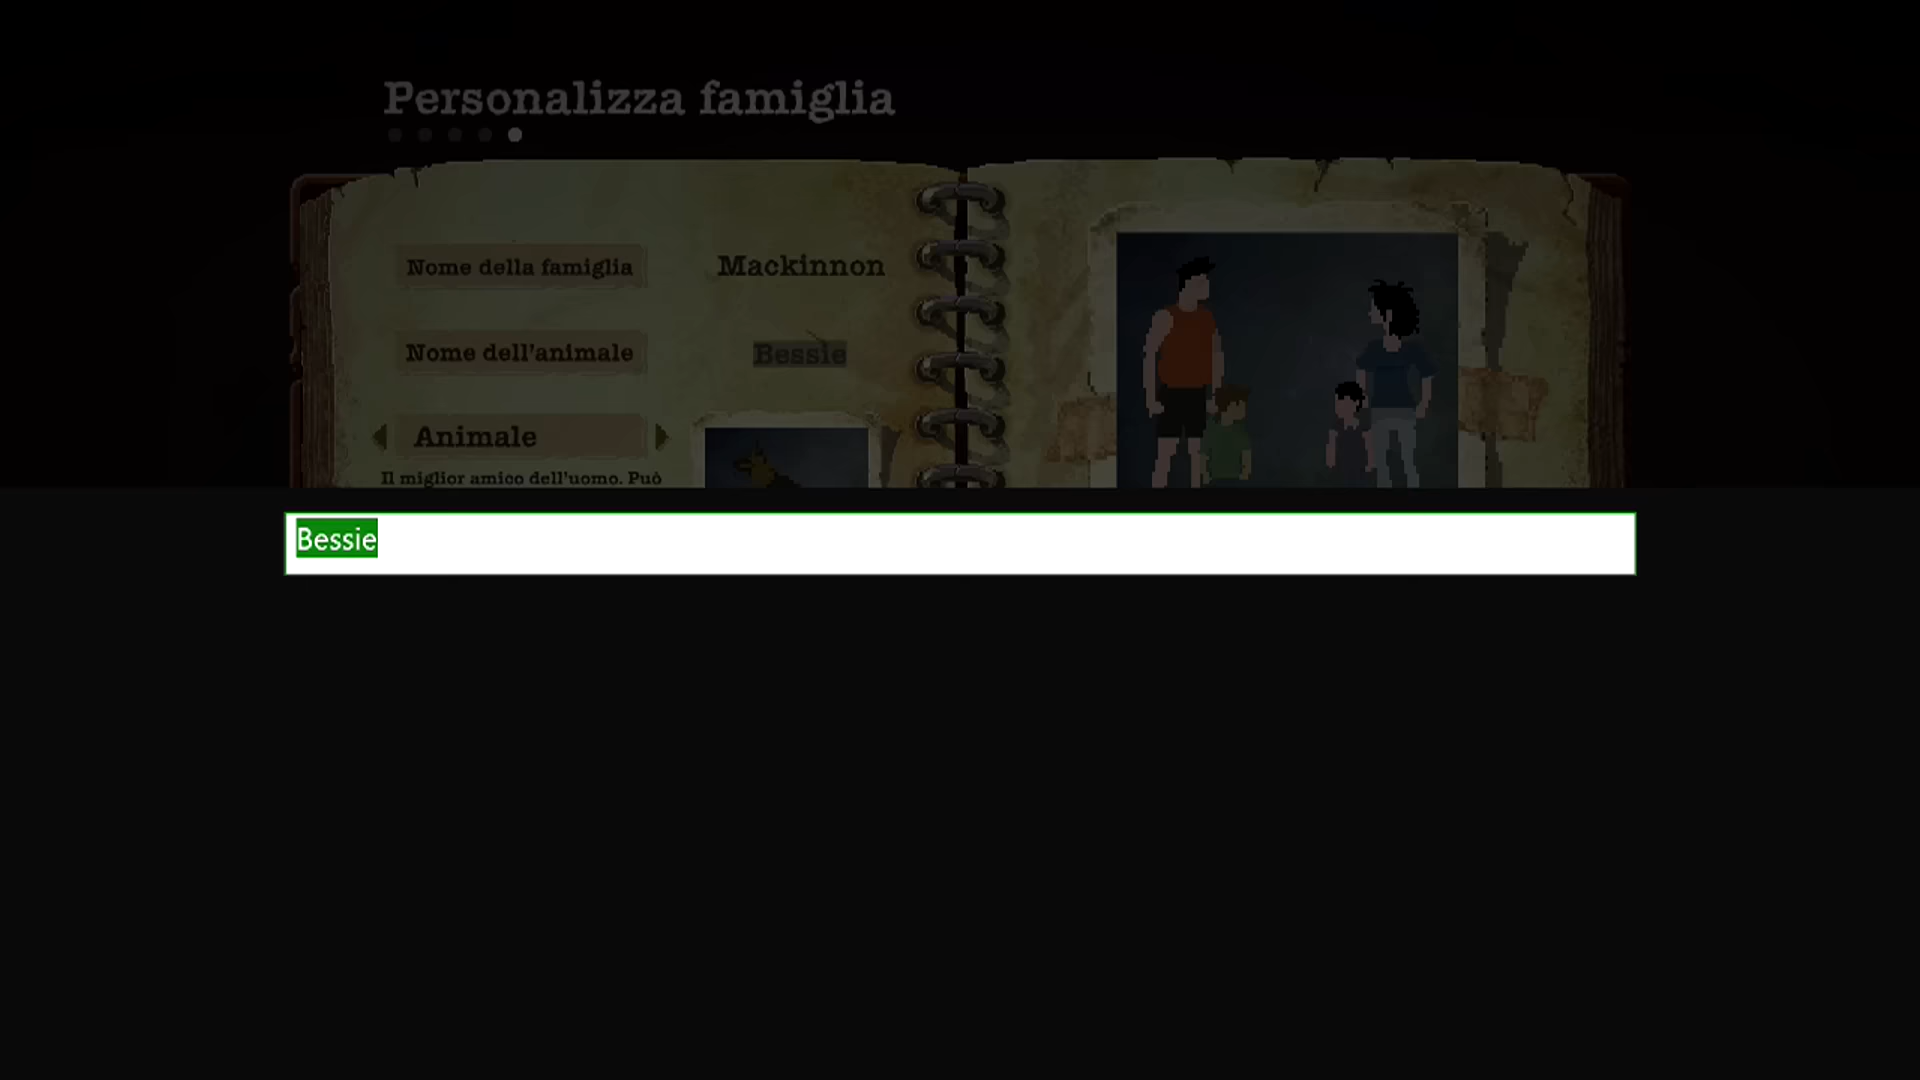 Personalizza famiglia
Nome della famiglia
Mackinnon
Nome dell'animale
Bessie
Animale
Il miglior amico dell'uomo. Può
Bessie